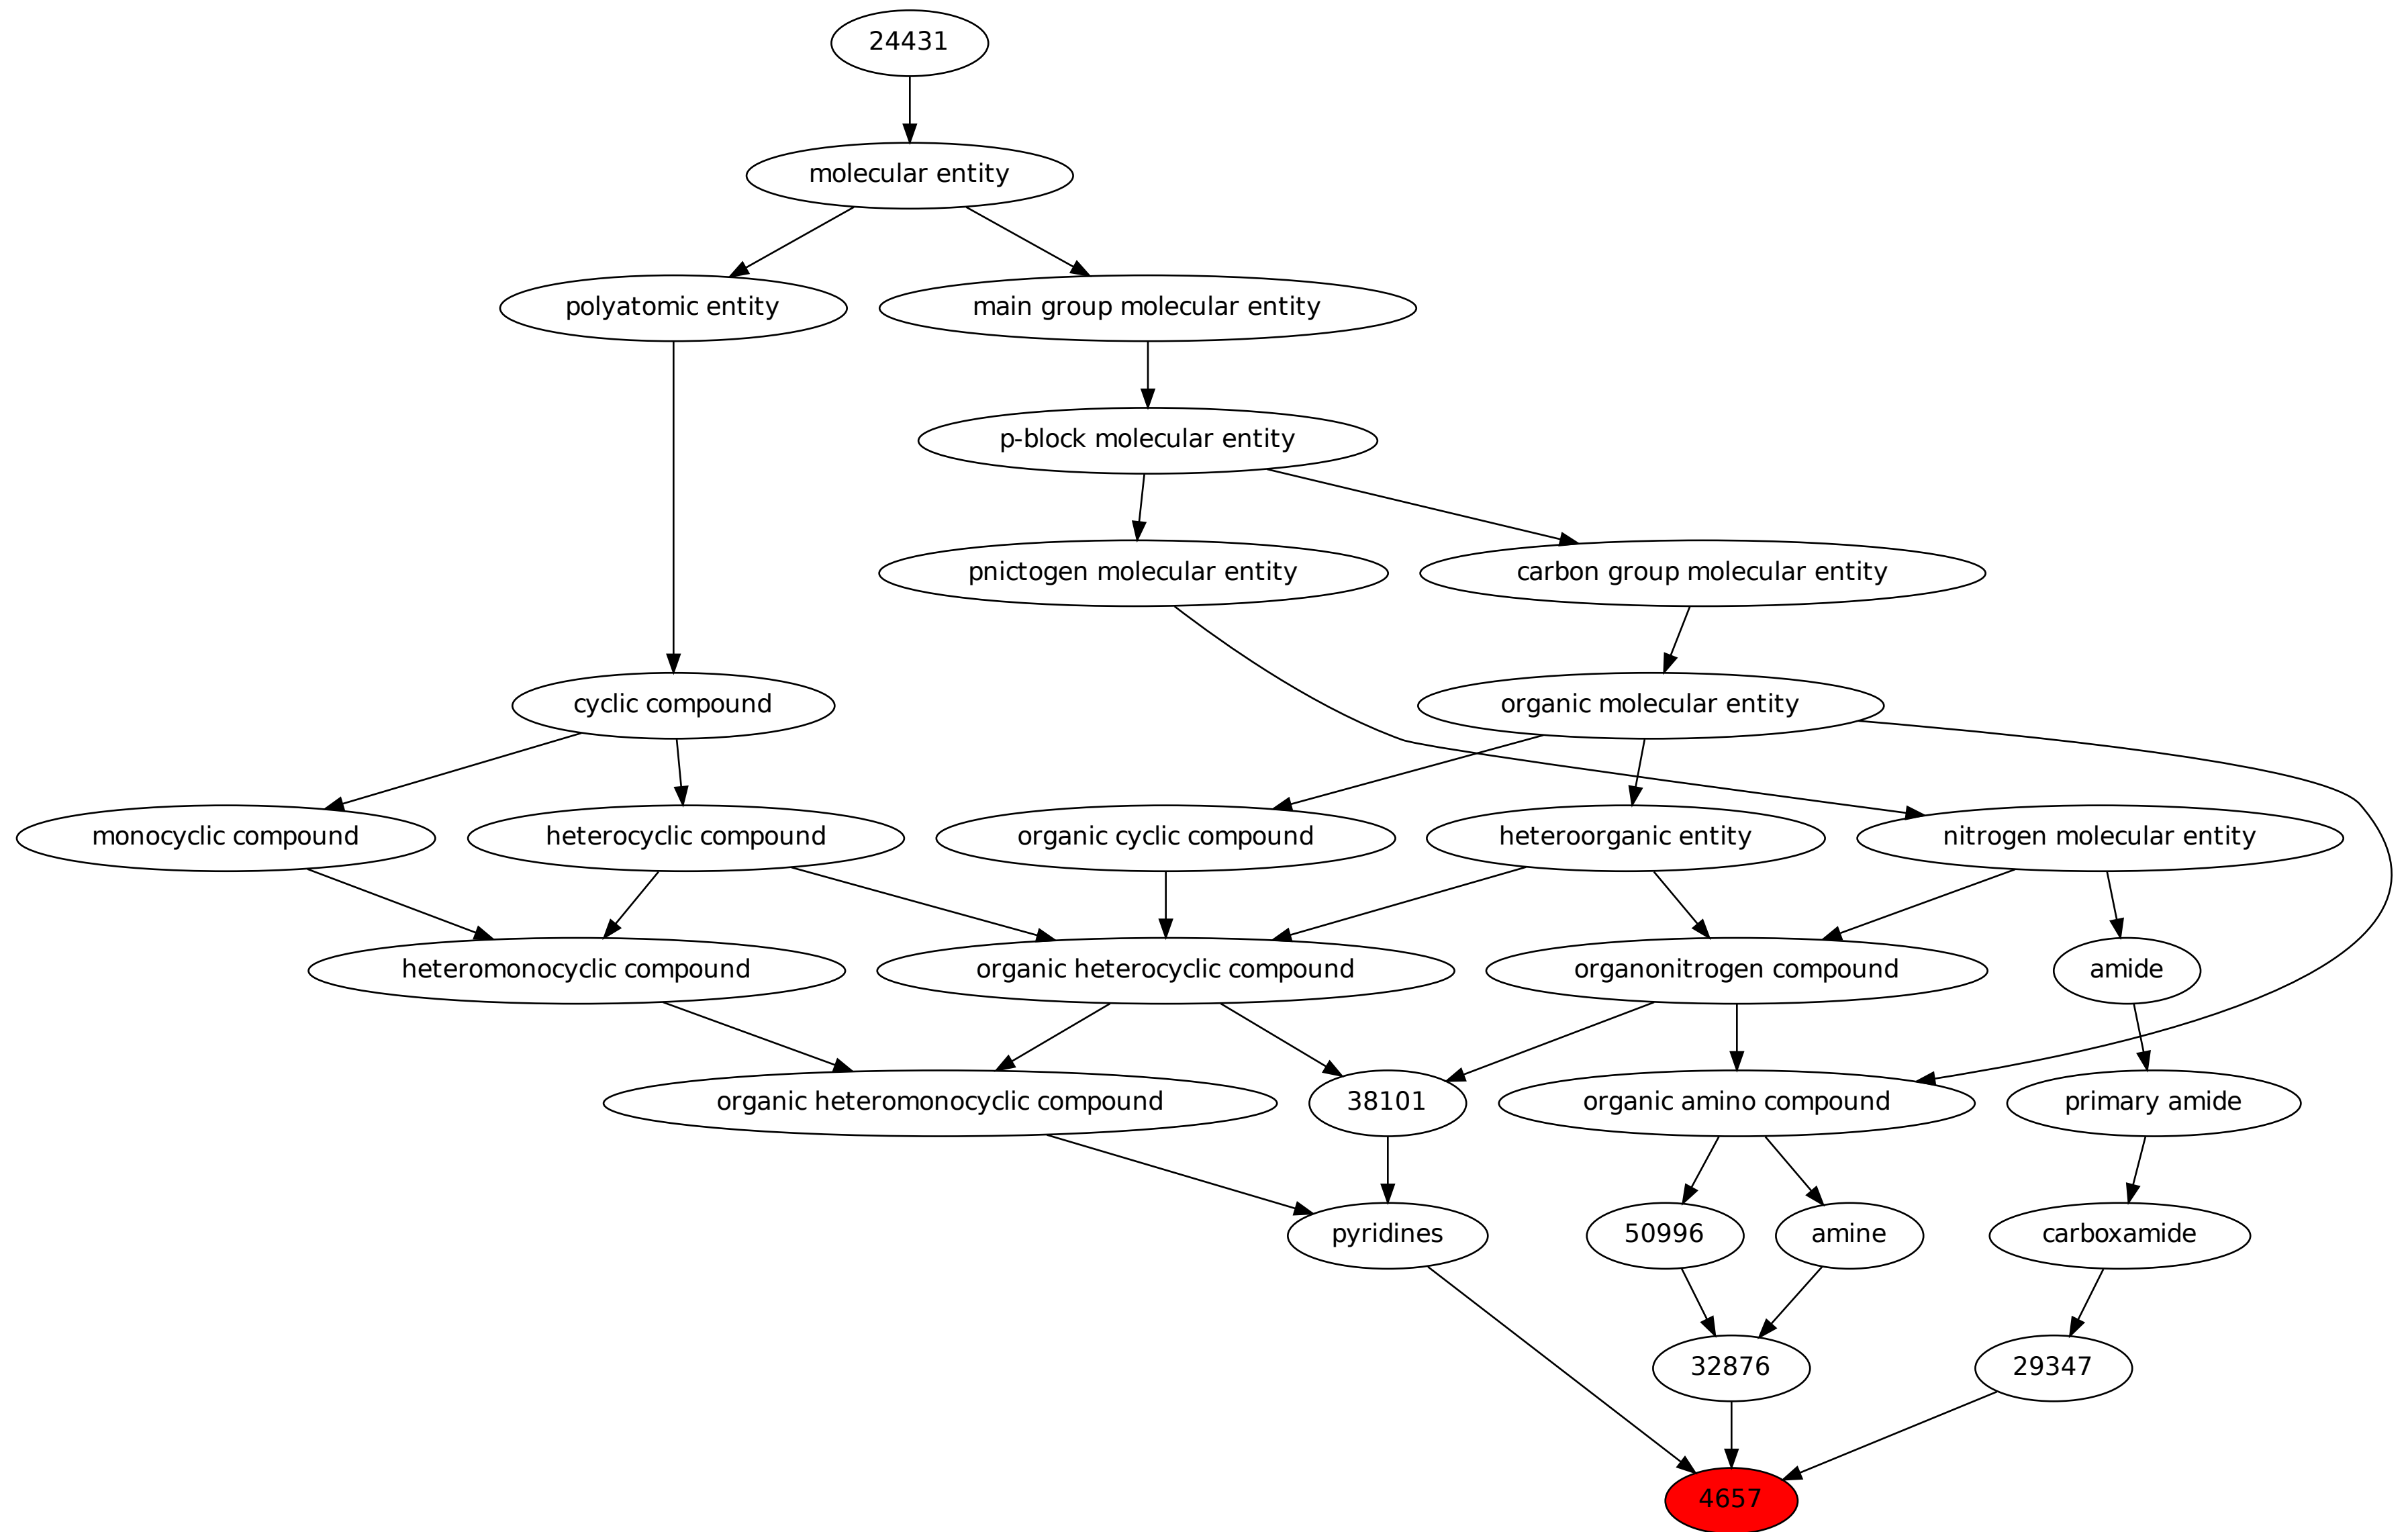 24431
molecular entity
polyatomic entity
main group molecular entity
p-block molecular entity
pnictogen molecular entity
carbon group molecular entity
cyclic compound
organic molecular entity
monocyclic compound
heterocyclic compound
organic cyclic compound
heteroorganic entity
nitrogen molecular entity
heteromonocyclic compound
organic heterocyclic compound
organonitrogen compound
amide
organic heteromonocyclic compound
38101
organic amino compound
primary amide
pyridines
50996
amine
carboxamide
32876
29347
4657